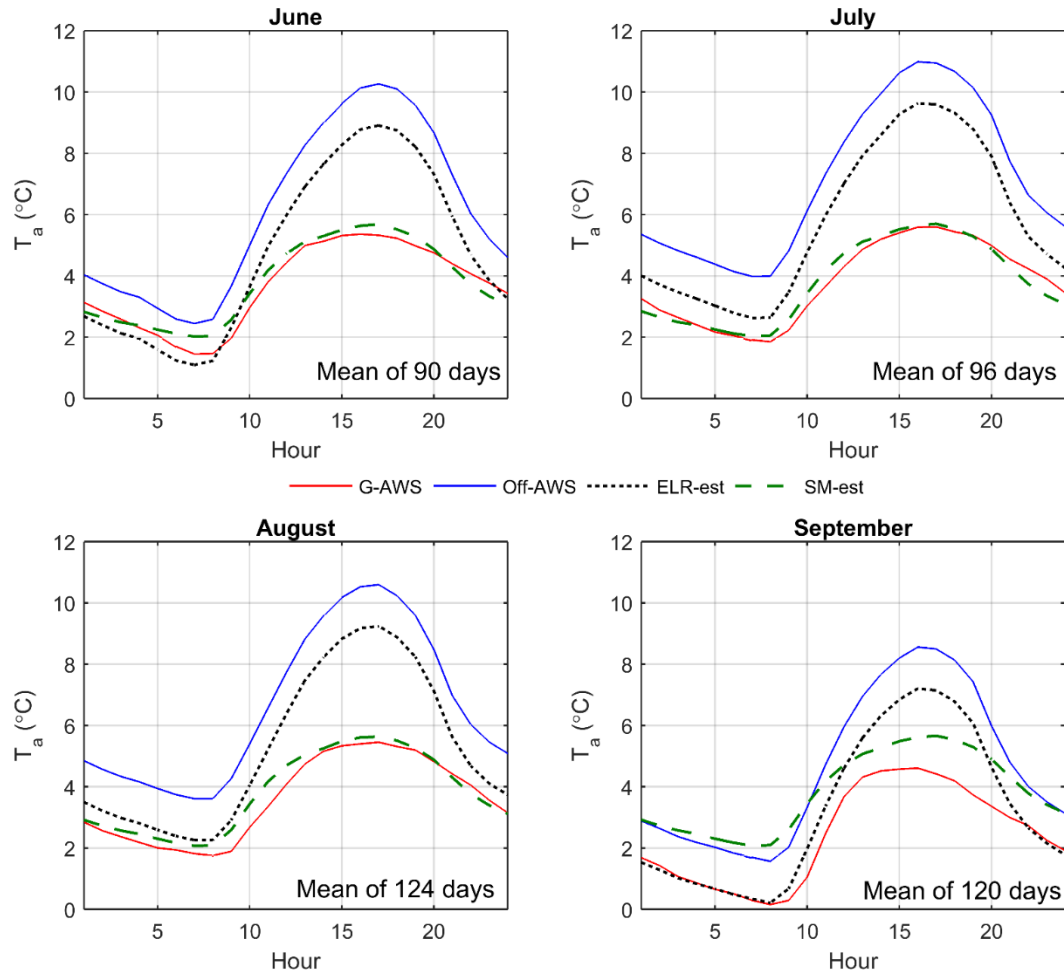 June
12
10
8
6
4
2
0
T_a (°C)
5 10 15 20
Hour
Mean of 90 days
July
12
10
8
6
4
2
0
T_a (°C)
5 10 15 20
Hour
Mean of 96 days
G-AWS Off-AWS ELR-est SM-est
August
12
10
8
6
4
2
0
T_a (°C)
5 10 15 20
Hour
Mean of 124 days
September
12
10
8
6
4
2
0
T_a (°C)
5 10 15 20
Hour
Mean of 120 days